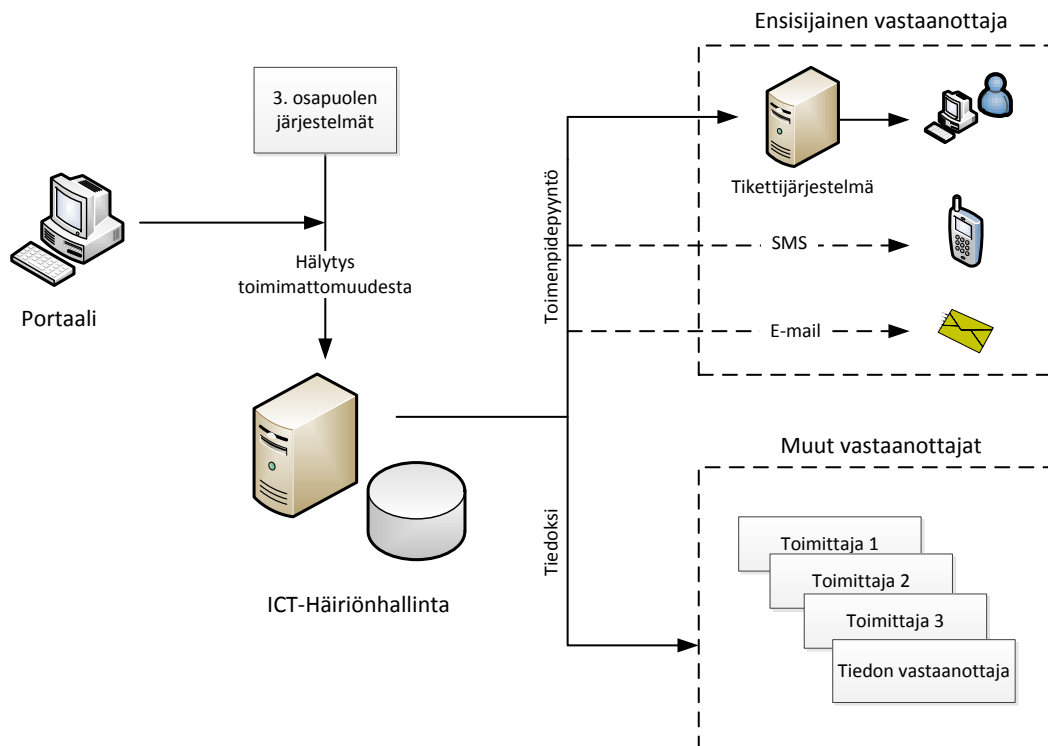 Ensisijainen vastaanottaja
3. osapuolen
järjestelmät
Portaali
Hälytys
toimimattomuudesta
ICT-Häiriönhallinta
Toimenpidepyyntö
Tiedoksi
Tikettijärjestelmä
SMS
E-mail
Muut vastaanottajat
Toimittaja 1
Toimittaja 2
Toimittaja 3
Tiedon vastaanottaja